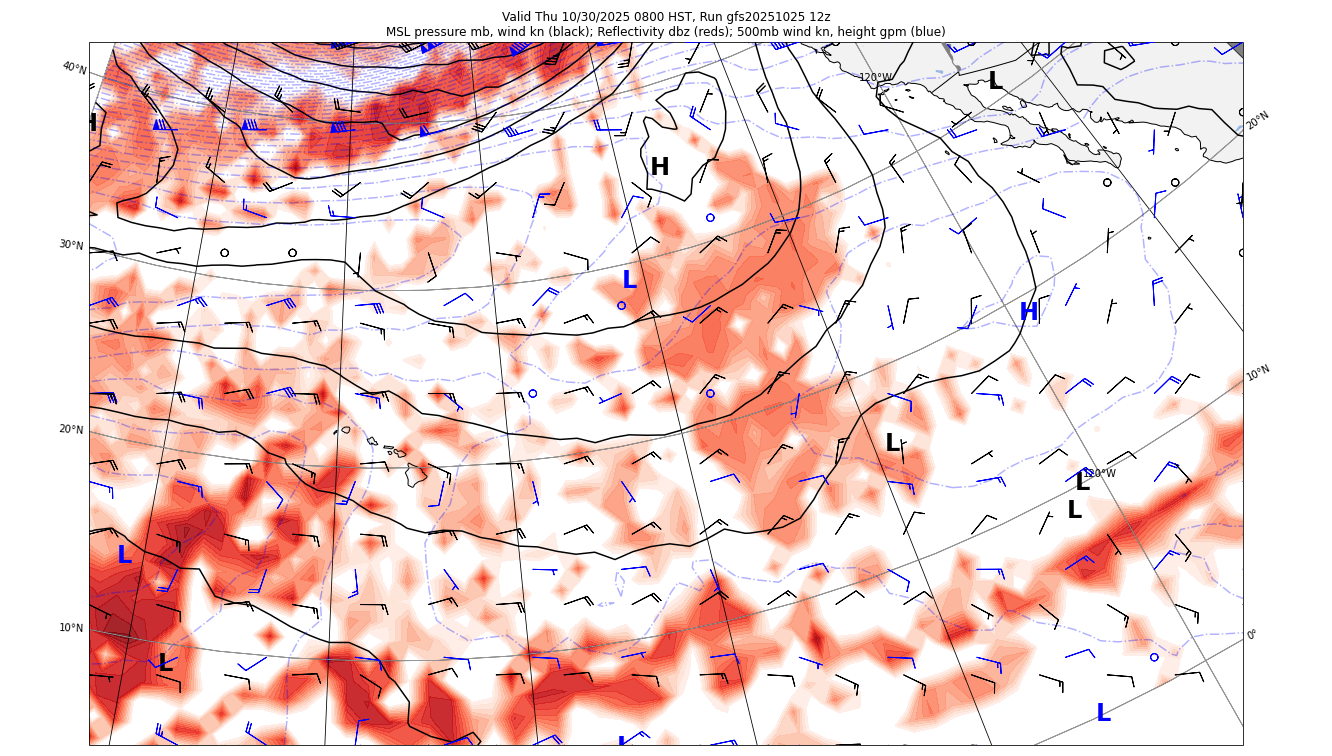 Valid Thu 10/30/2025 0800 HST, Run gfs20251025 12z
MSL pressure mb, wind kn (black); Reflectivity dbz (reds); 500mb wind kn, height gpm (blue)
40°N
120°W
L
20°N
H
H
30°N
L
H
10°N
20°N
L
120°W
L
L
L
10°N
0°
L
L
L